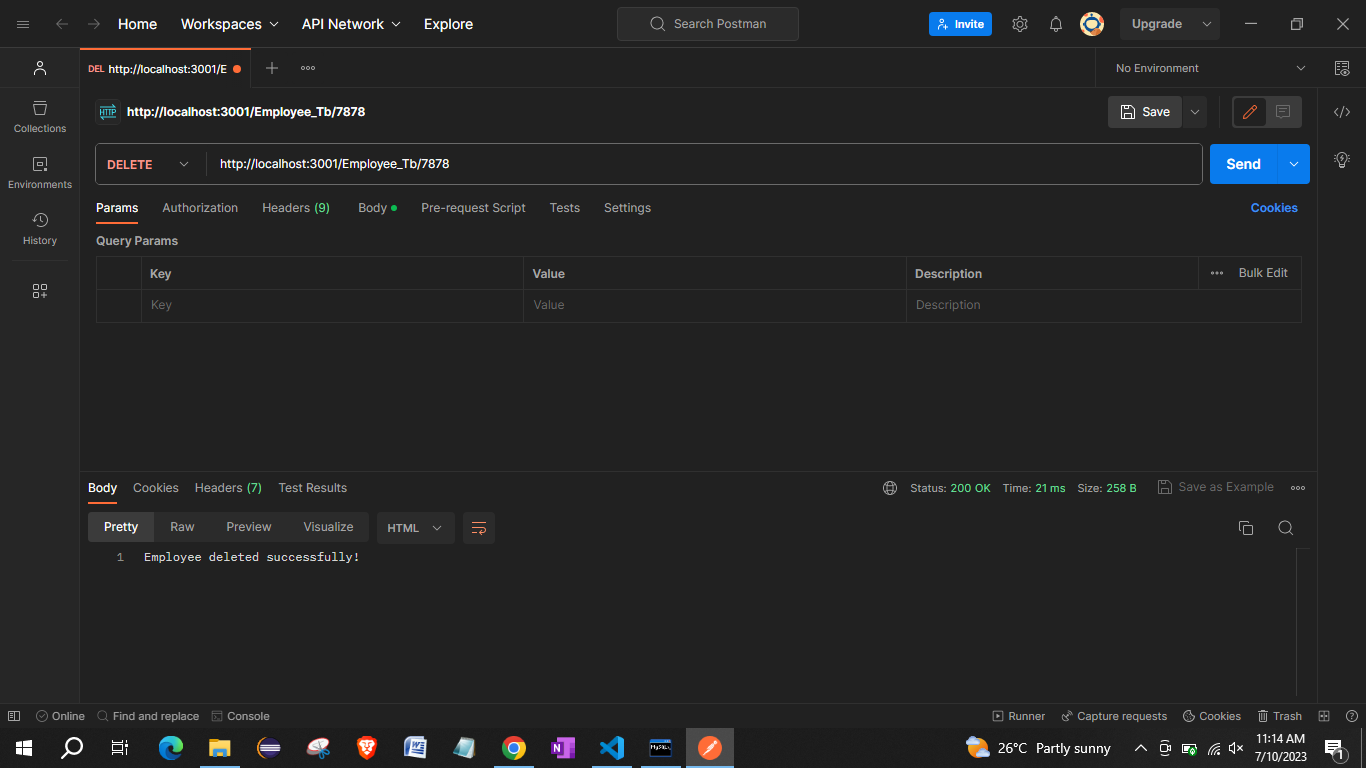 Home Workspaces API Network Explore Search Postman Invite Upgrade
DEL http://localhost:3001/E No Environment
HTTP http://localhost:3001/Employee_Tb/7878 Save
Collections
DELETE http://localhost:3001/Employee_Tb/7878 Send
Environments
Params Authorization Headers (9) Body Pre-request Script Tests Settings Cookies
History
Query Params
Key Value Description Bulk Edit
Key Value Description
Body Cookies Headers (7) Test Results Status: 200 OK Time: 21 ms Size: 258 B Save as Example
Pretty Raw Preview Visualize HTML
1 Employee deleted successfully!
Online Find and replace Console Runner Capture requests Cookies Trash
MySQL 26°C Partly sunny 11:14 AM
7/10/2023 1